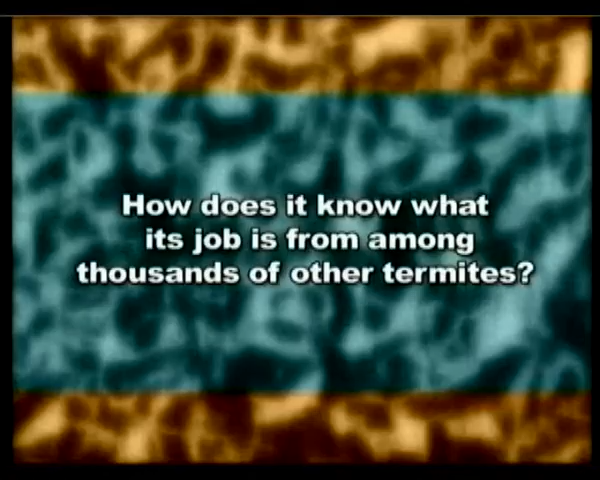 How does it know what
its job is from among
thousands of other termites?